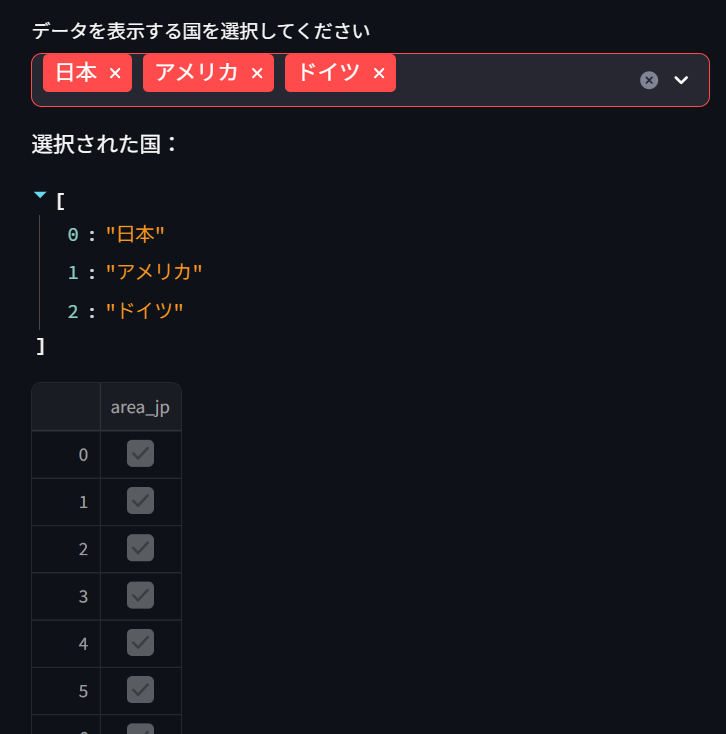 データを表示する国を選択してください
日本 × アメリカ × ドイツ ×
選択された国：
[
0 : "日本"
1 : "アメリカ"
2 : "ドイツ"
]
area_jp
0
1
2
3
4
5